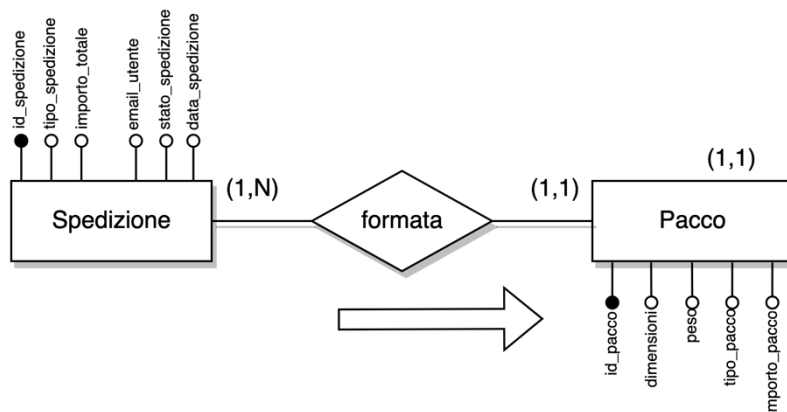 id_spedizione
tipo_spedizione
importo_totale
email_utente
stato_spedizione
data_spedizione
(1,N)
(1,1)
(1,1)
Spedizione
formata
Pacco
id_pacco
dimensioni
peso
tipo_pacco
mporto_pacco